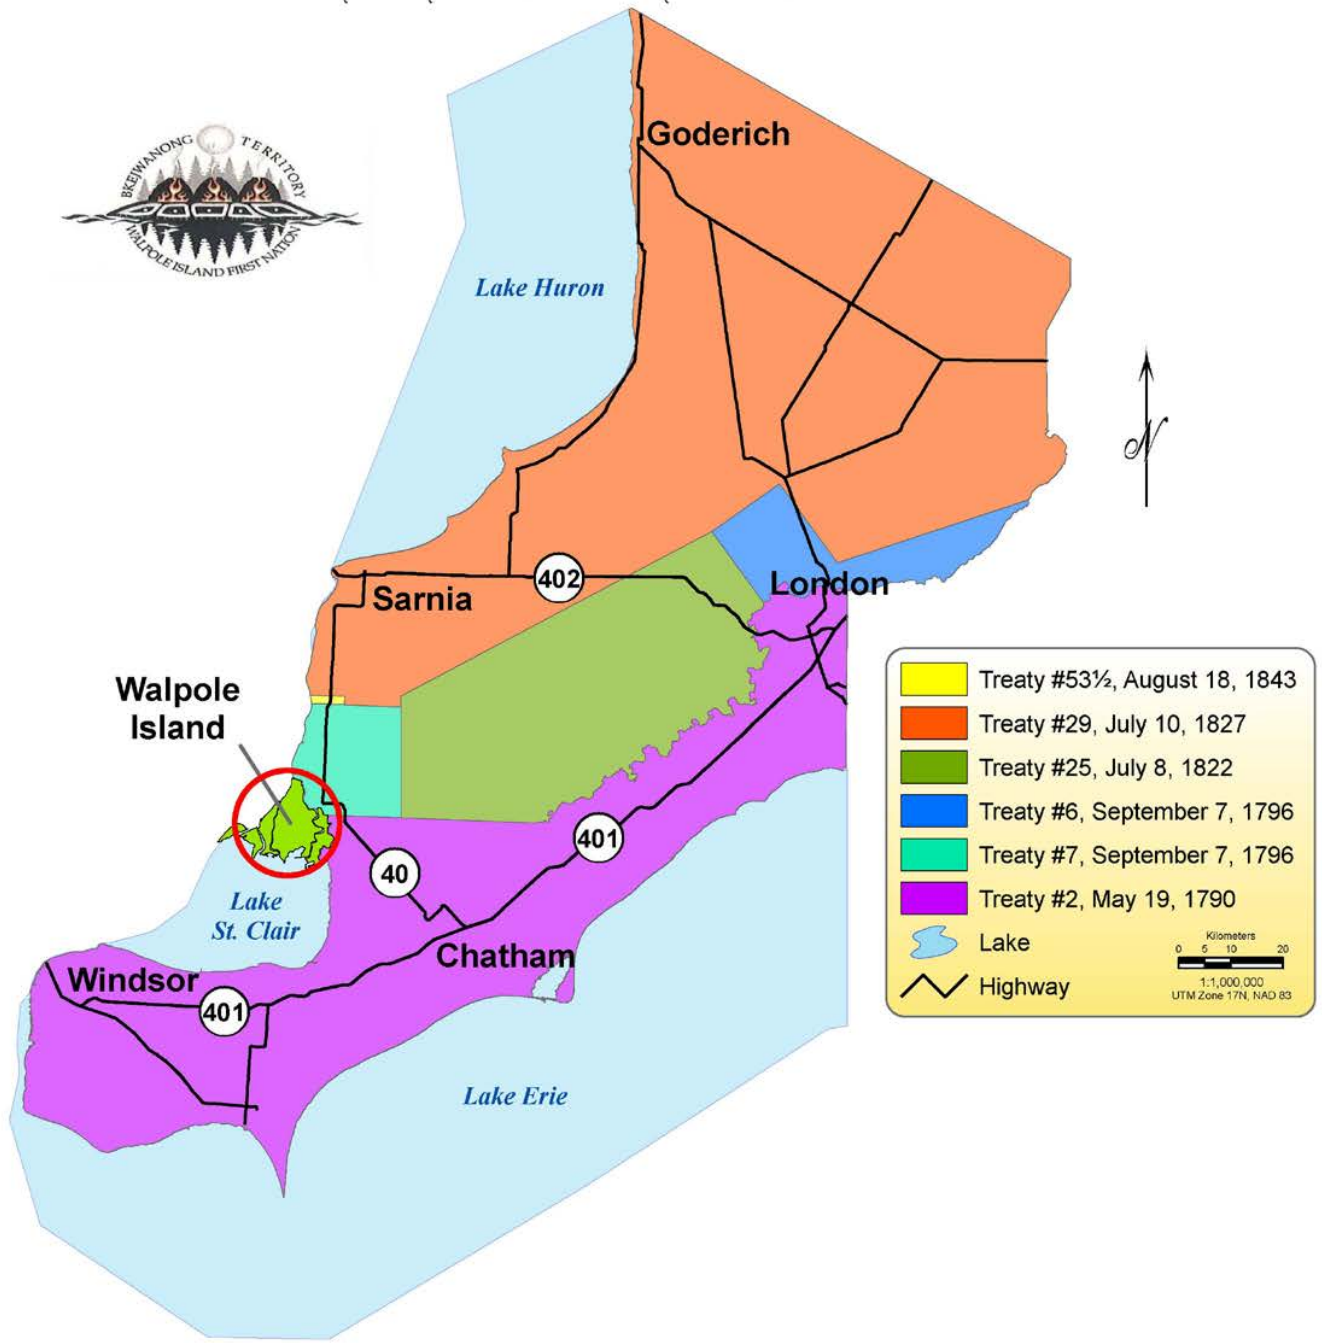 BKEJWANONG TERRITORY
WALPOLE ISLAND FIRST NATION
Goderich
Lake Huron
402
London
Sarnia
Walpole
Island
401
40
Lake
St. Clair
Chatham
Windsor
401
Lake Erie
Treaty #53½, August 18, 1843
Treaty #29, July 10, 1827
Treaty #25, July 8, 1822
Treaty #6, September 7, 1796
Treaty #7, September 7, 1796
Treaty #2, May 19, 1790
Lake
Highway
Kilometers
0 5 10 20
1:1,000,000
UTM Zone 17N, NAD 83
N